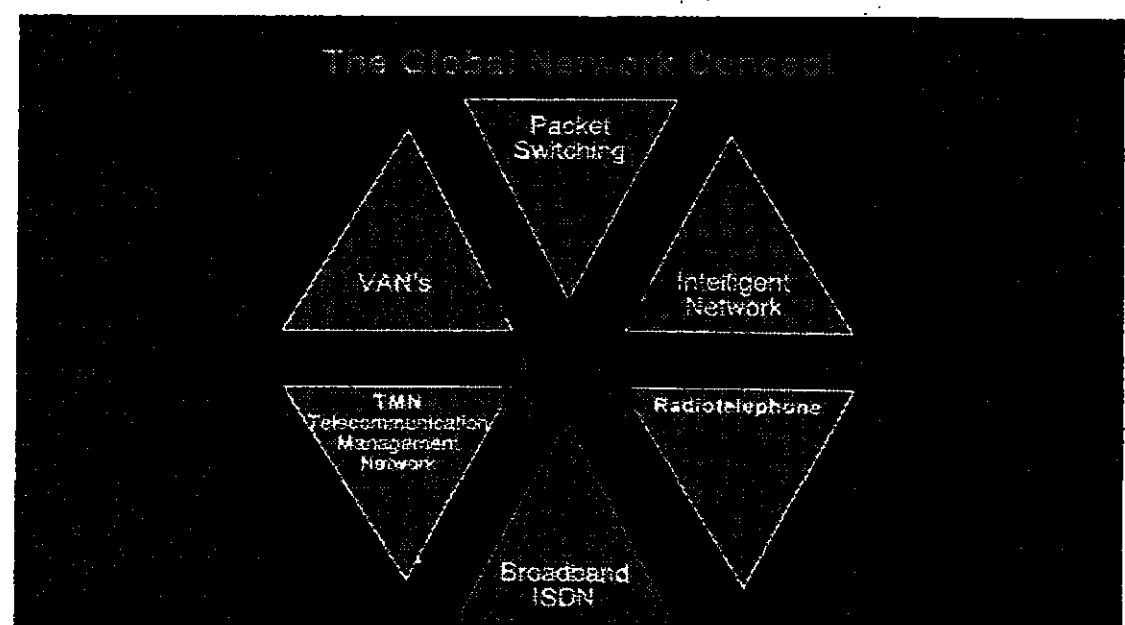 The Global Network Concept
Packet
Switching
VAN's
Intelligent
Network
TMN
Telecommunication
Management
Network
Radiotelephone
Broadband
ISDN